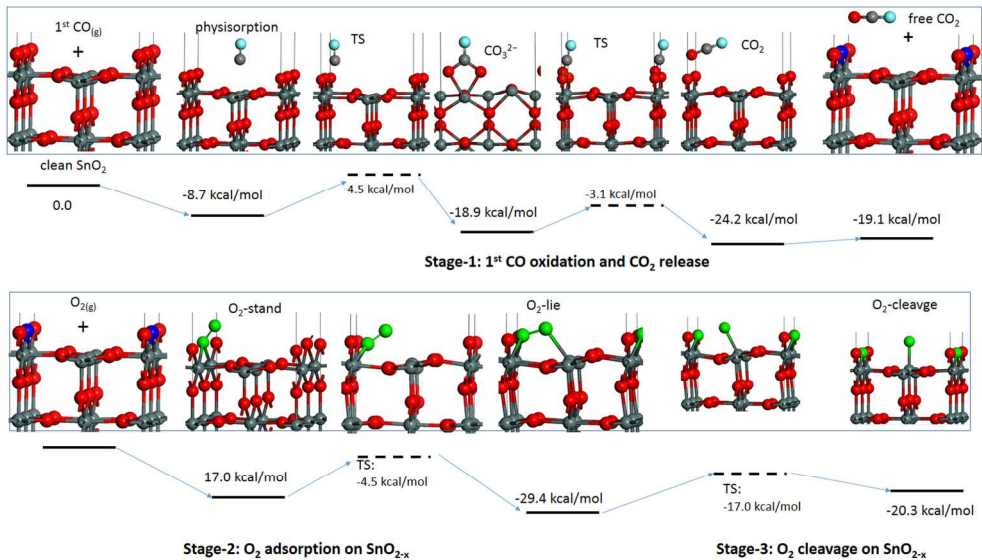 1st CO(g)
+
physisorption
TS
CO₃²⁻
TS
CO₂
free CO₂
+
clean SnO₂
0.0
-8.7 kcal/mol
4.5 kcal/mol
-18.9 kcal/mol
-3.1 kcal/mol
-24.2 kcal/mol
-19.1 kcal/mol
Stage-1: 1st CO oxidation and CO₂ release
O₂(g)
+
O₂-stand
O₂-lie
O₂-cleavge
17.0 kcal/mol
TS:
-4.5 kcal/mol
-29.4 kcal/mol
TS:
-17.0 kcal/mol
-20.3 kcal/mol
Stage-2: O₂ adsorption on SnO₂₋ₓ
Stage-3: O₂ cleavage on SnO₂₋ₓ